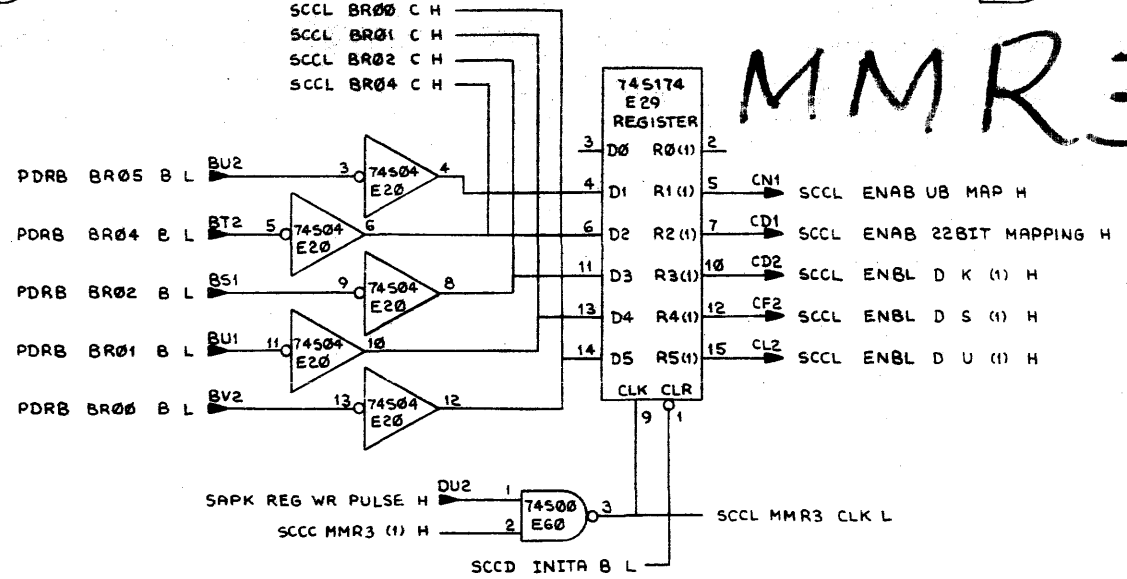 SCCL BRØØ C H
SCCL BRØ1 C H
SCCL BRØ2 C H
SCCL BRØ4 C H
MMR3
74S174
E29
REGISTER
3 DØ RØ(1) 2
PDRB BRØ5 B L BU2 3 74SØ4 E2Ø 4
4 D1 R1(1) 5 CN1 SCCL ENAB UB MAP H
PDRB BRØ4 B L BT2 5 74SØ4 E2Ø 6
6 D2 R2(1) 7 CD1 SCCL ENAB 22BIT MAPPING H
PDRB BRØ2 B L BS1 9 74SØ4 E2Ø 8
11 D3 R3(1) 1Ø CD2 SCCL ENBL D K (1) H
13 D4 R4(1) 12 CF2 SCCL ENBL D S (1) H
PDRB BRØ1 B L BU1 11 74SØ4 E2Ø 1Ø
14 D5 R5(1) 15 CL2 SCCL ENBL D U (1) H
CLK CLR
9 1
PDRB BRØØ B L BV2 13 74SØ4 E2Ø 12
SAPK REG WR PULSE H DU2 1 74SØØ E6Ø 3
SCCC MMR3 (1) H 2
SCCL MMR3 CLK L
SCCD INITA B L